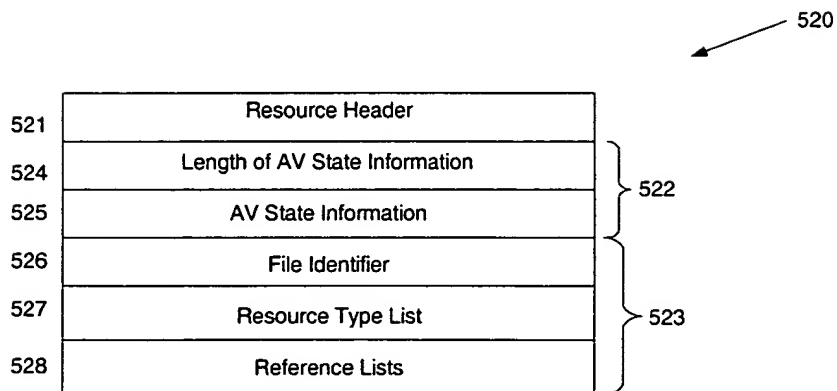 520
521 Resource Header
524 Length of AV State Information
522
525 AV State Information
526 File Identifier
527 Resource Type List
523
528 Reference Lists